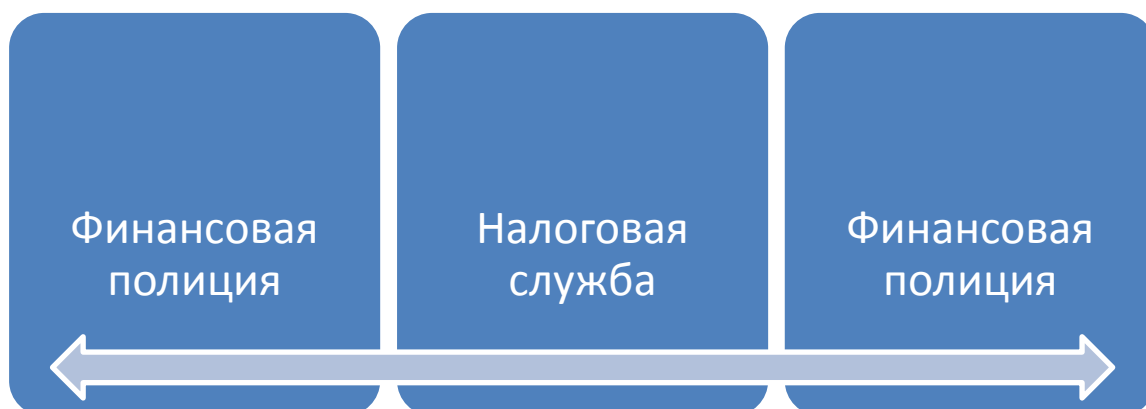 Финансовая
полиция
Налоговая
служба
Финансовая
полиция